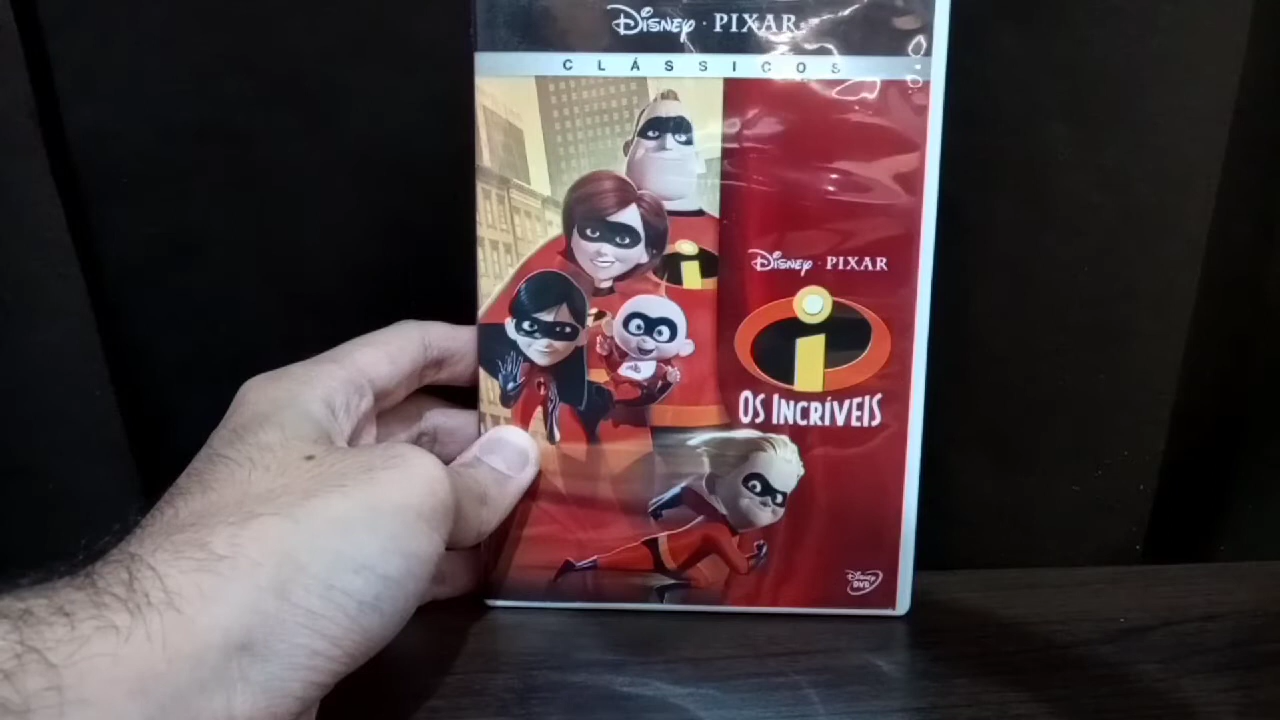 Disney · PIXAR
CLÁSSICOS
Disney · PIXAR
i
OS INCRÍVEIS
Disney
DVD